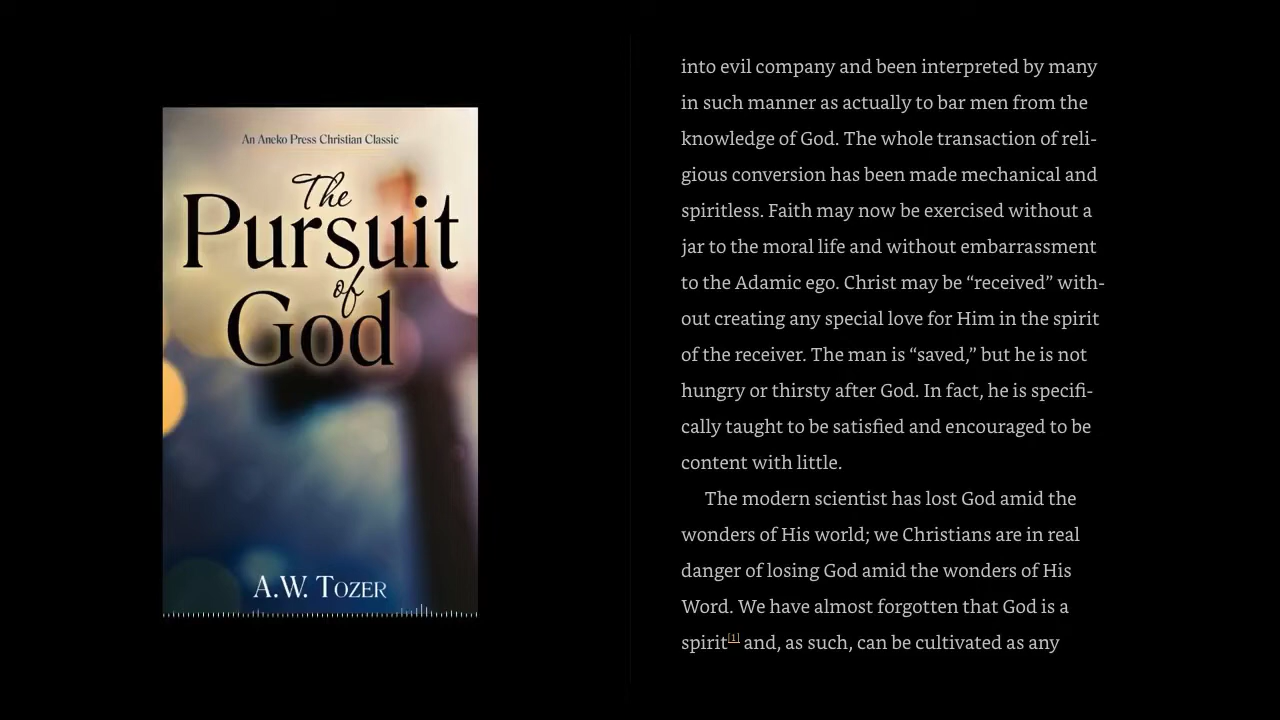 An Aneko Press Christian Classic
The
Pursuit
of
God
A.W. Tozer
into evil company and been interpreted by many
in such manner as actually to bar men from the
knowledge of God. The whole transaction of reli-
gious conversion has been made mechanical and
spiritless. Faith may now be exercised without a
jar to the moral life and without embarrassment
to the Adamic ego. Christ may be “received” with-
out creating any special love for Him in the spirit
of the receiver. The man is “saved,” but he is not
hungry or thirsty after God. In fact, he is specifi-
cally taught to be satisfied and encouraged to be
content with little.
The modern scientist has lost God amid the
wonders of His world; we Christians are in real
danger of losing God amid the wonders of His
Word. We have almost forgotten that God is a
spirit[1] and, as such, can be cultivated as any